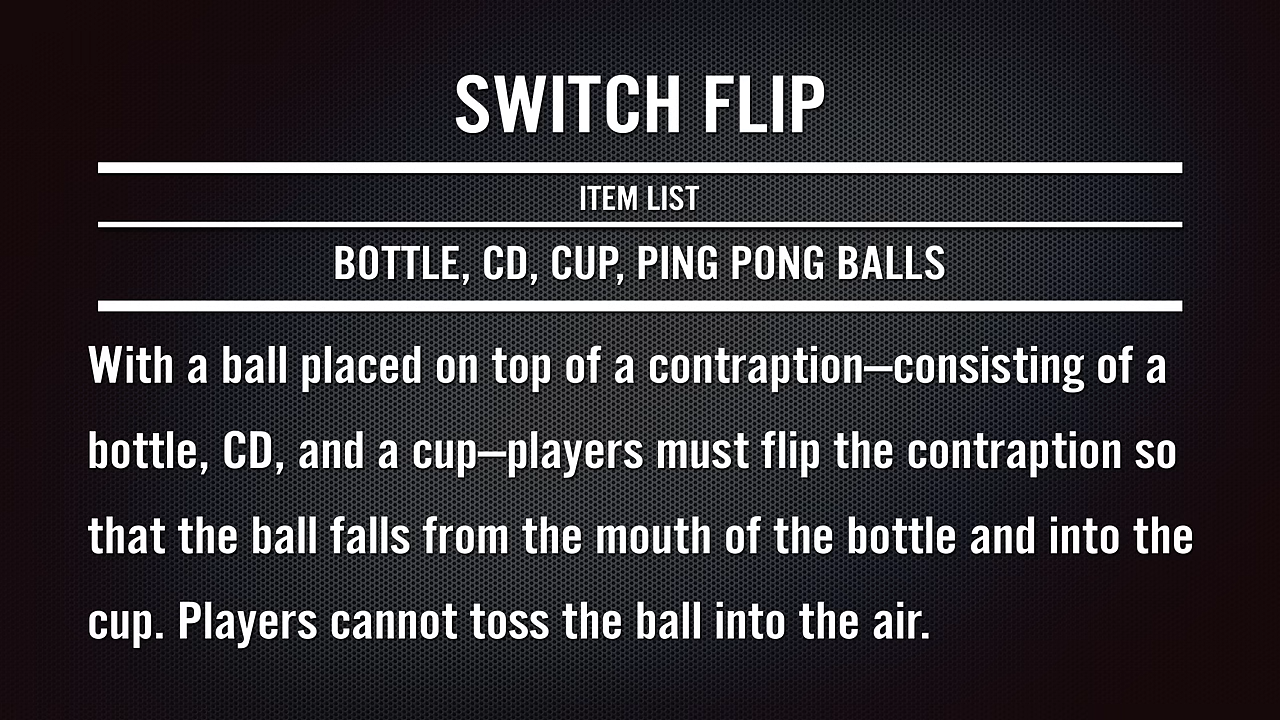 SWITCH FLIP
ITEM LIST
BOTTLE, CD, CUP, PING PONG BALLS
With a ball placed on top of a contraption—consisting of a
bottle, CD, and a cup—players must flip the contraption so
that the ball falls from the mouth of the bottle and into the
cup. Players cannot toss the ball into the air.